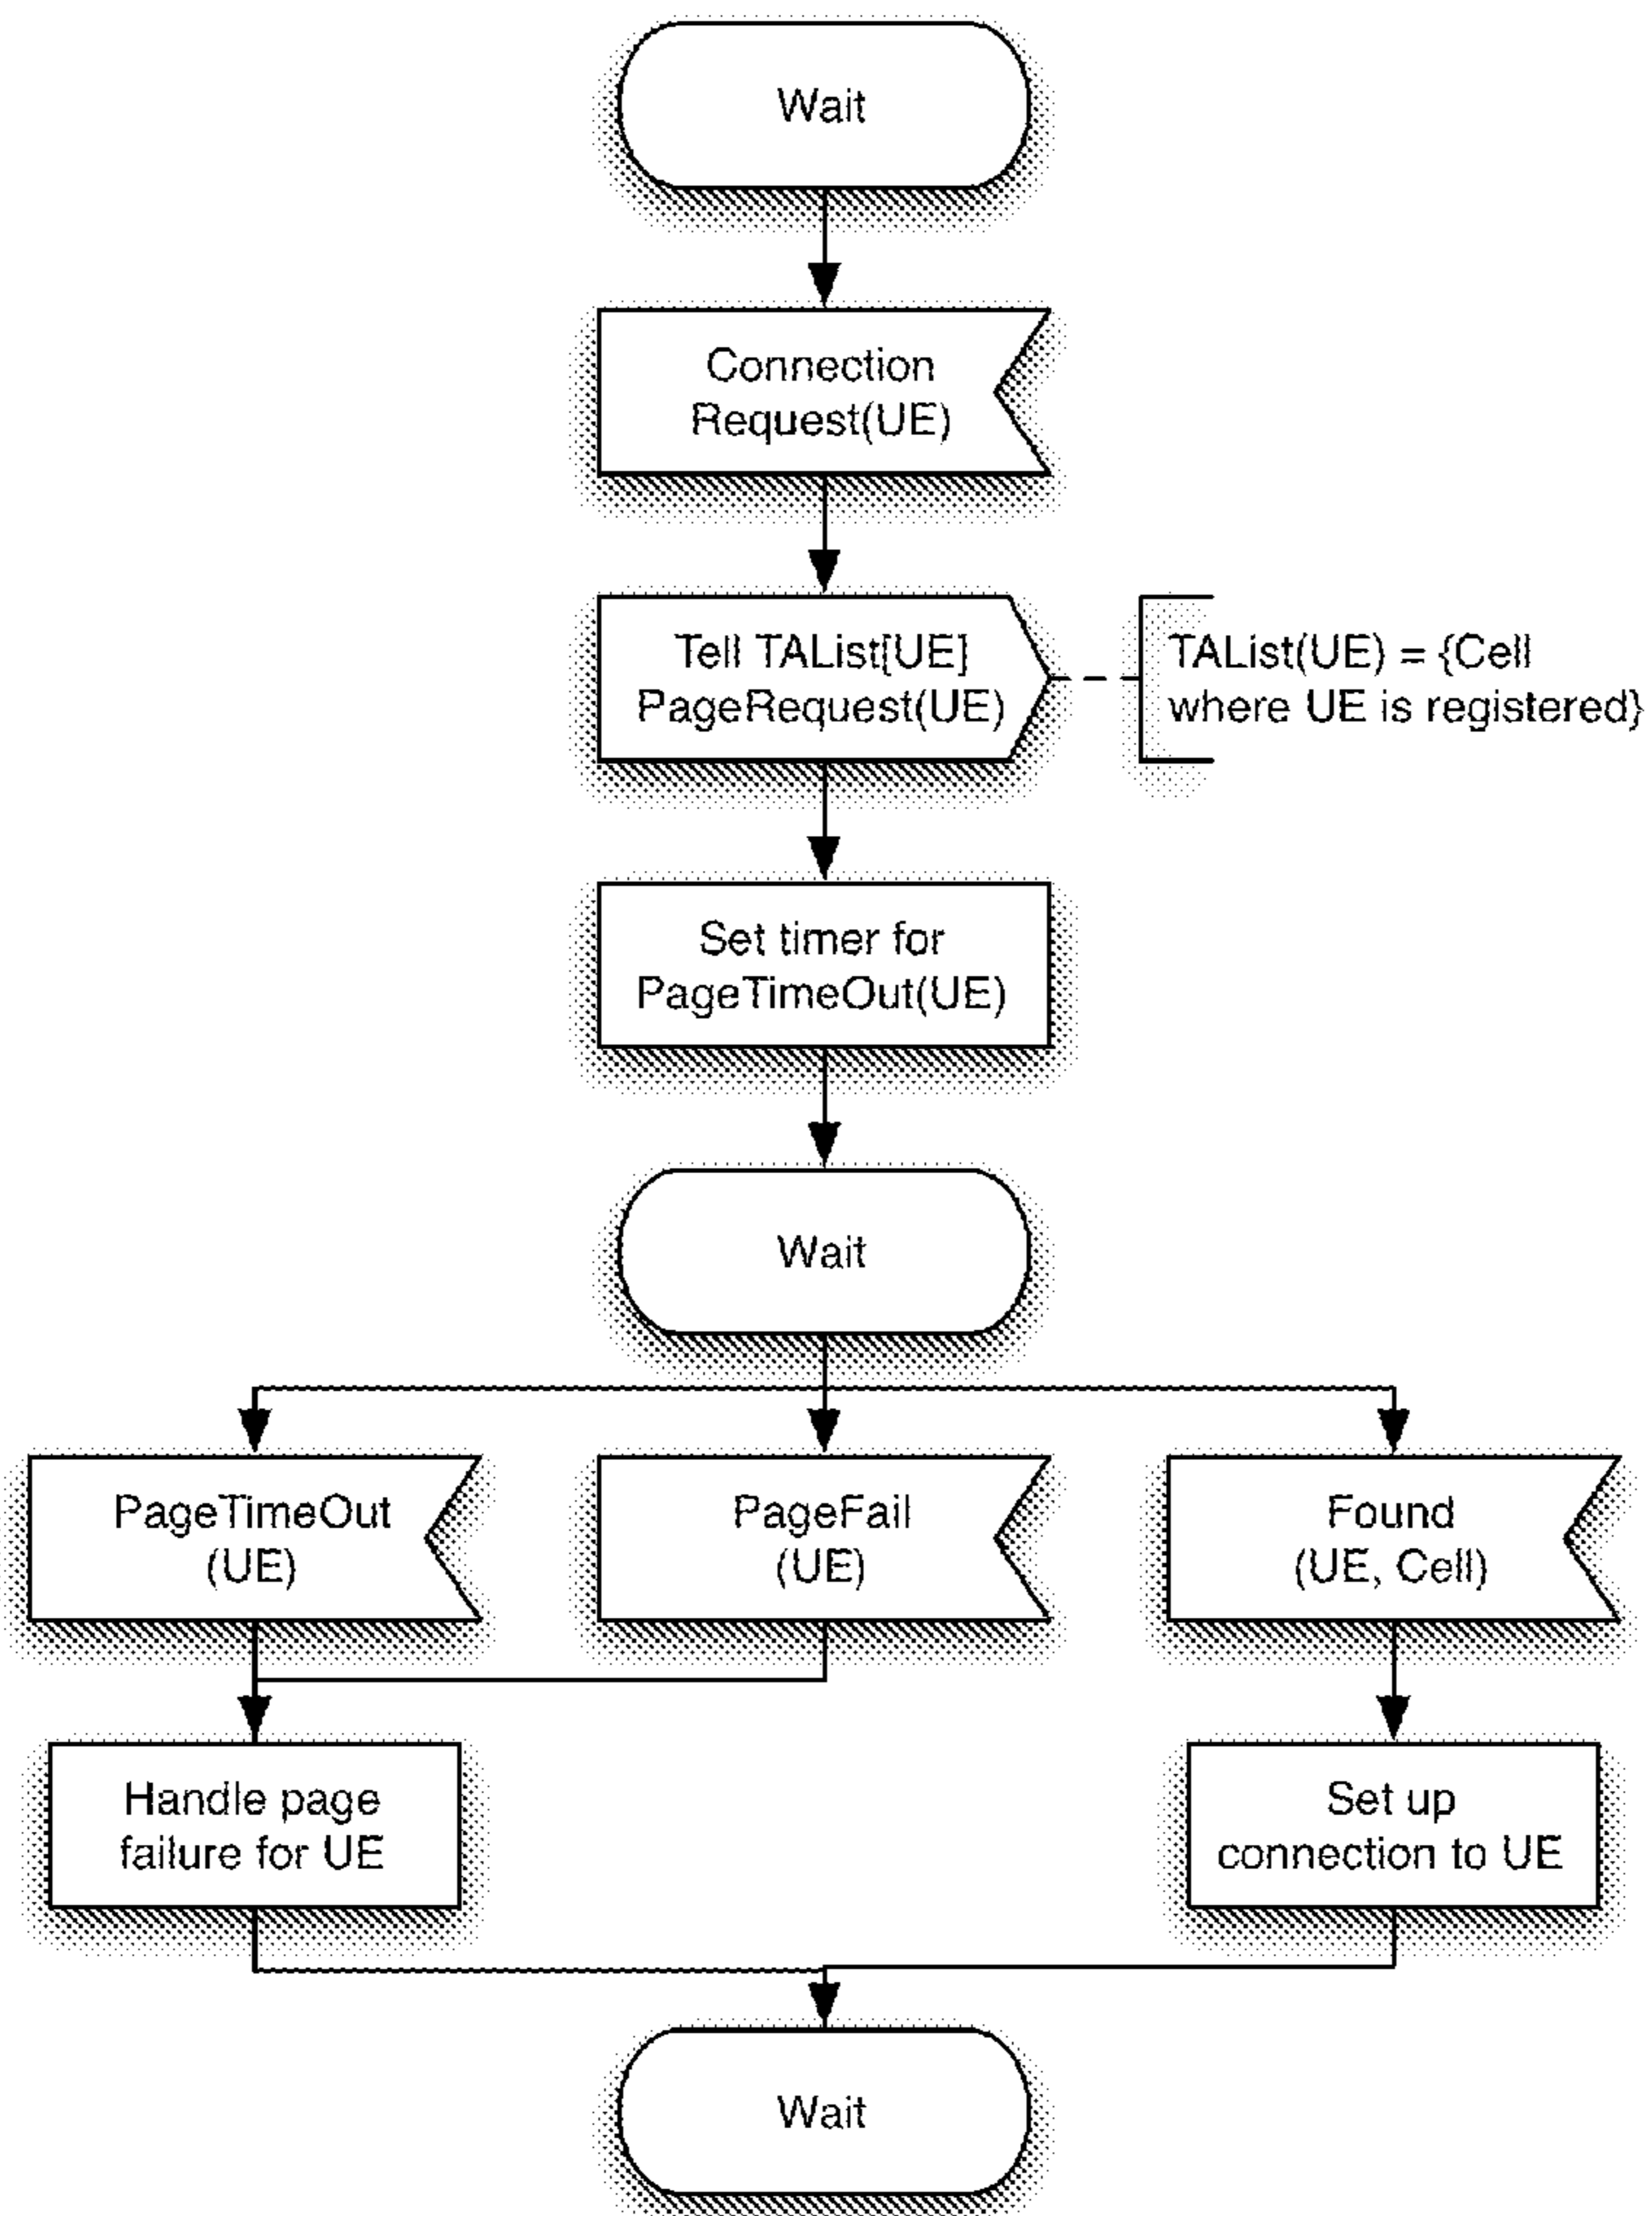 Wait
Connection
Request(UE)
Tell TAList[UE]
PageRequest(UE)
TAList(UE) = {Cell
where UE is registered}
Set timer for
PageTimeOut(UE)
Wait
PageTimeOut
(UE)
PageFail
(UE)
Found
(UE, Cell)
Handle page
failure for UE
Set up
connection to UE
Wait